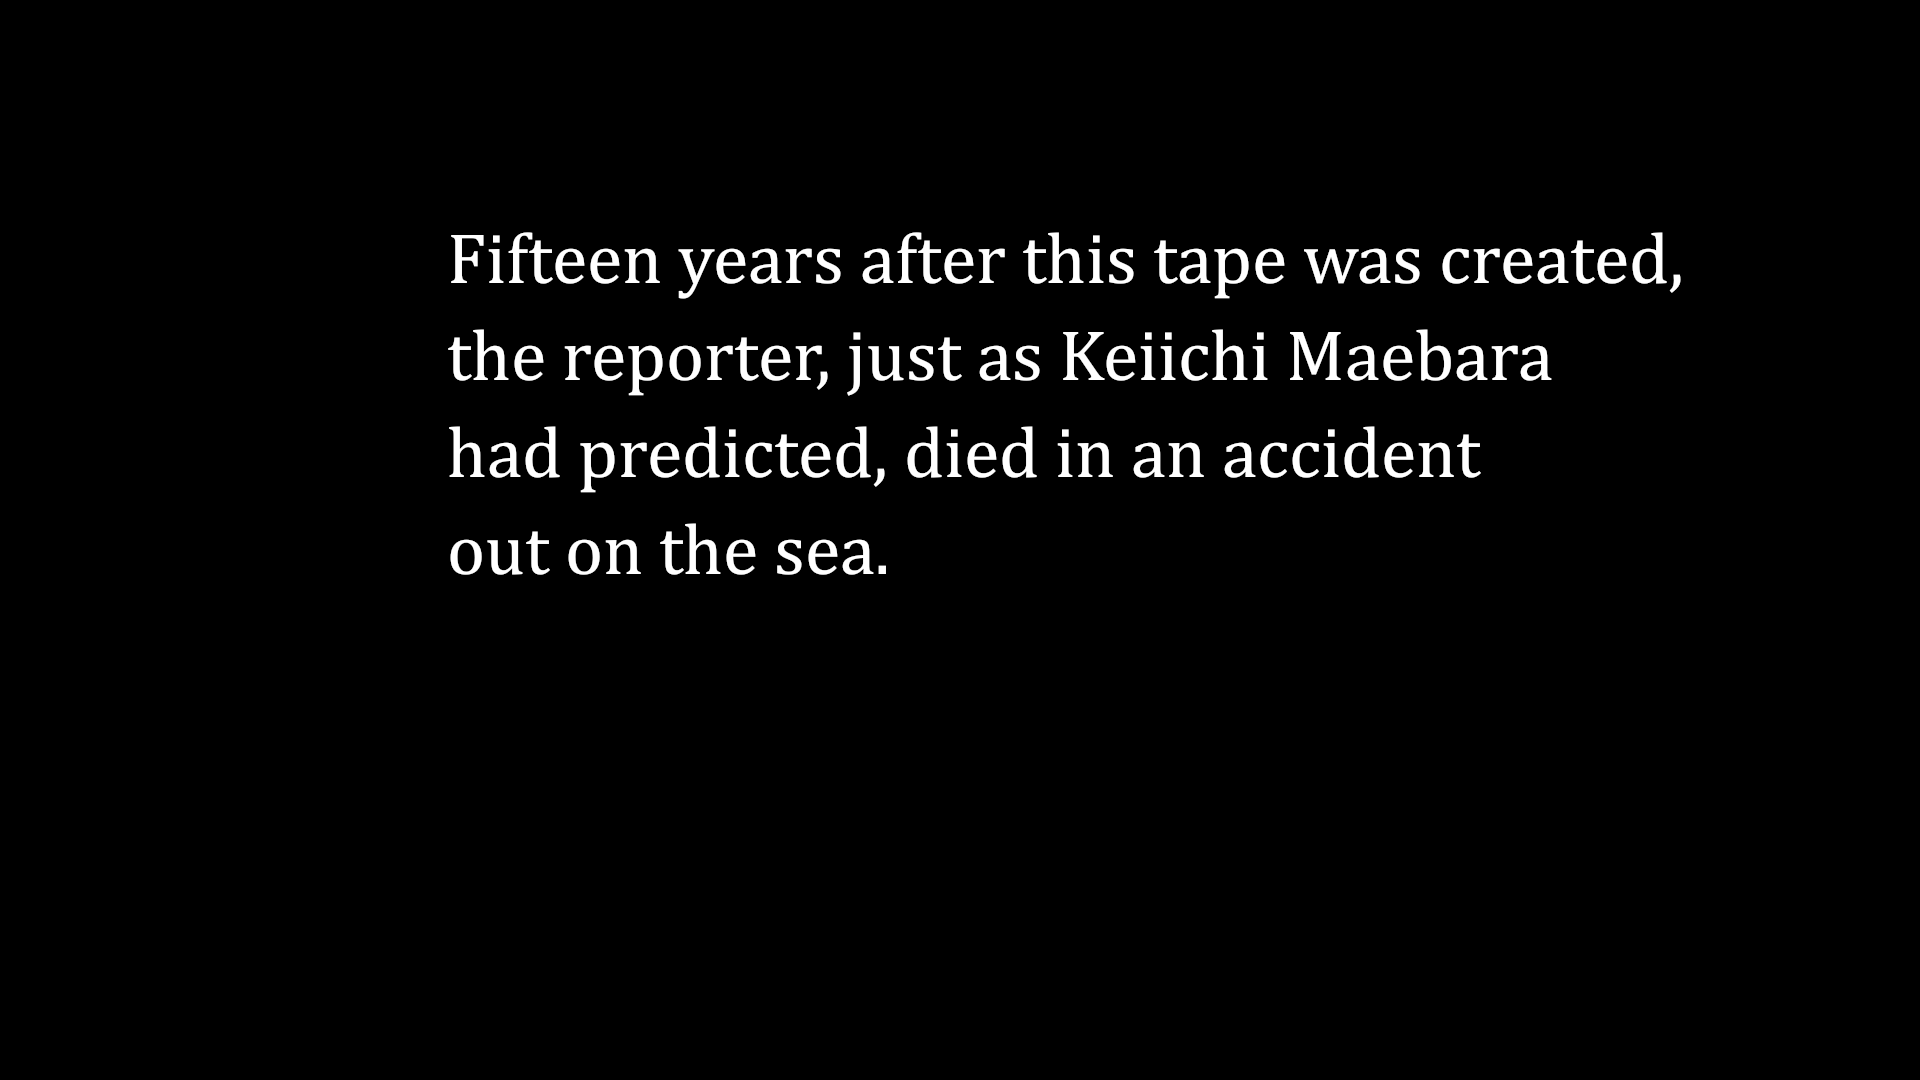 Fifteen years after this tape was created,
the reporter, just as Keiichi Maebara
had predicted, died in an accident
out on the sea.